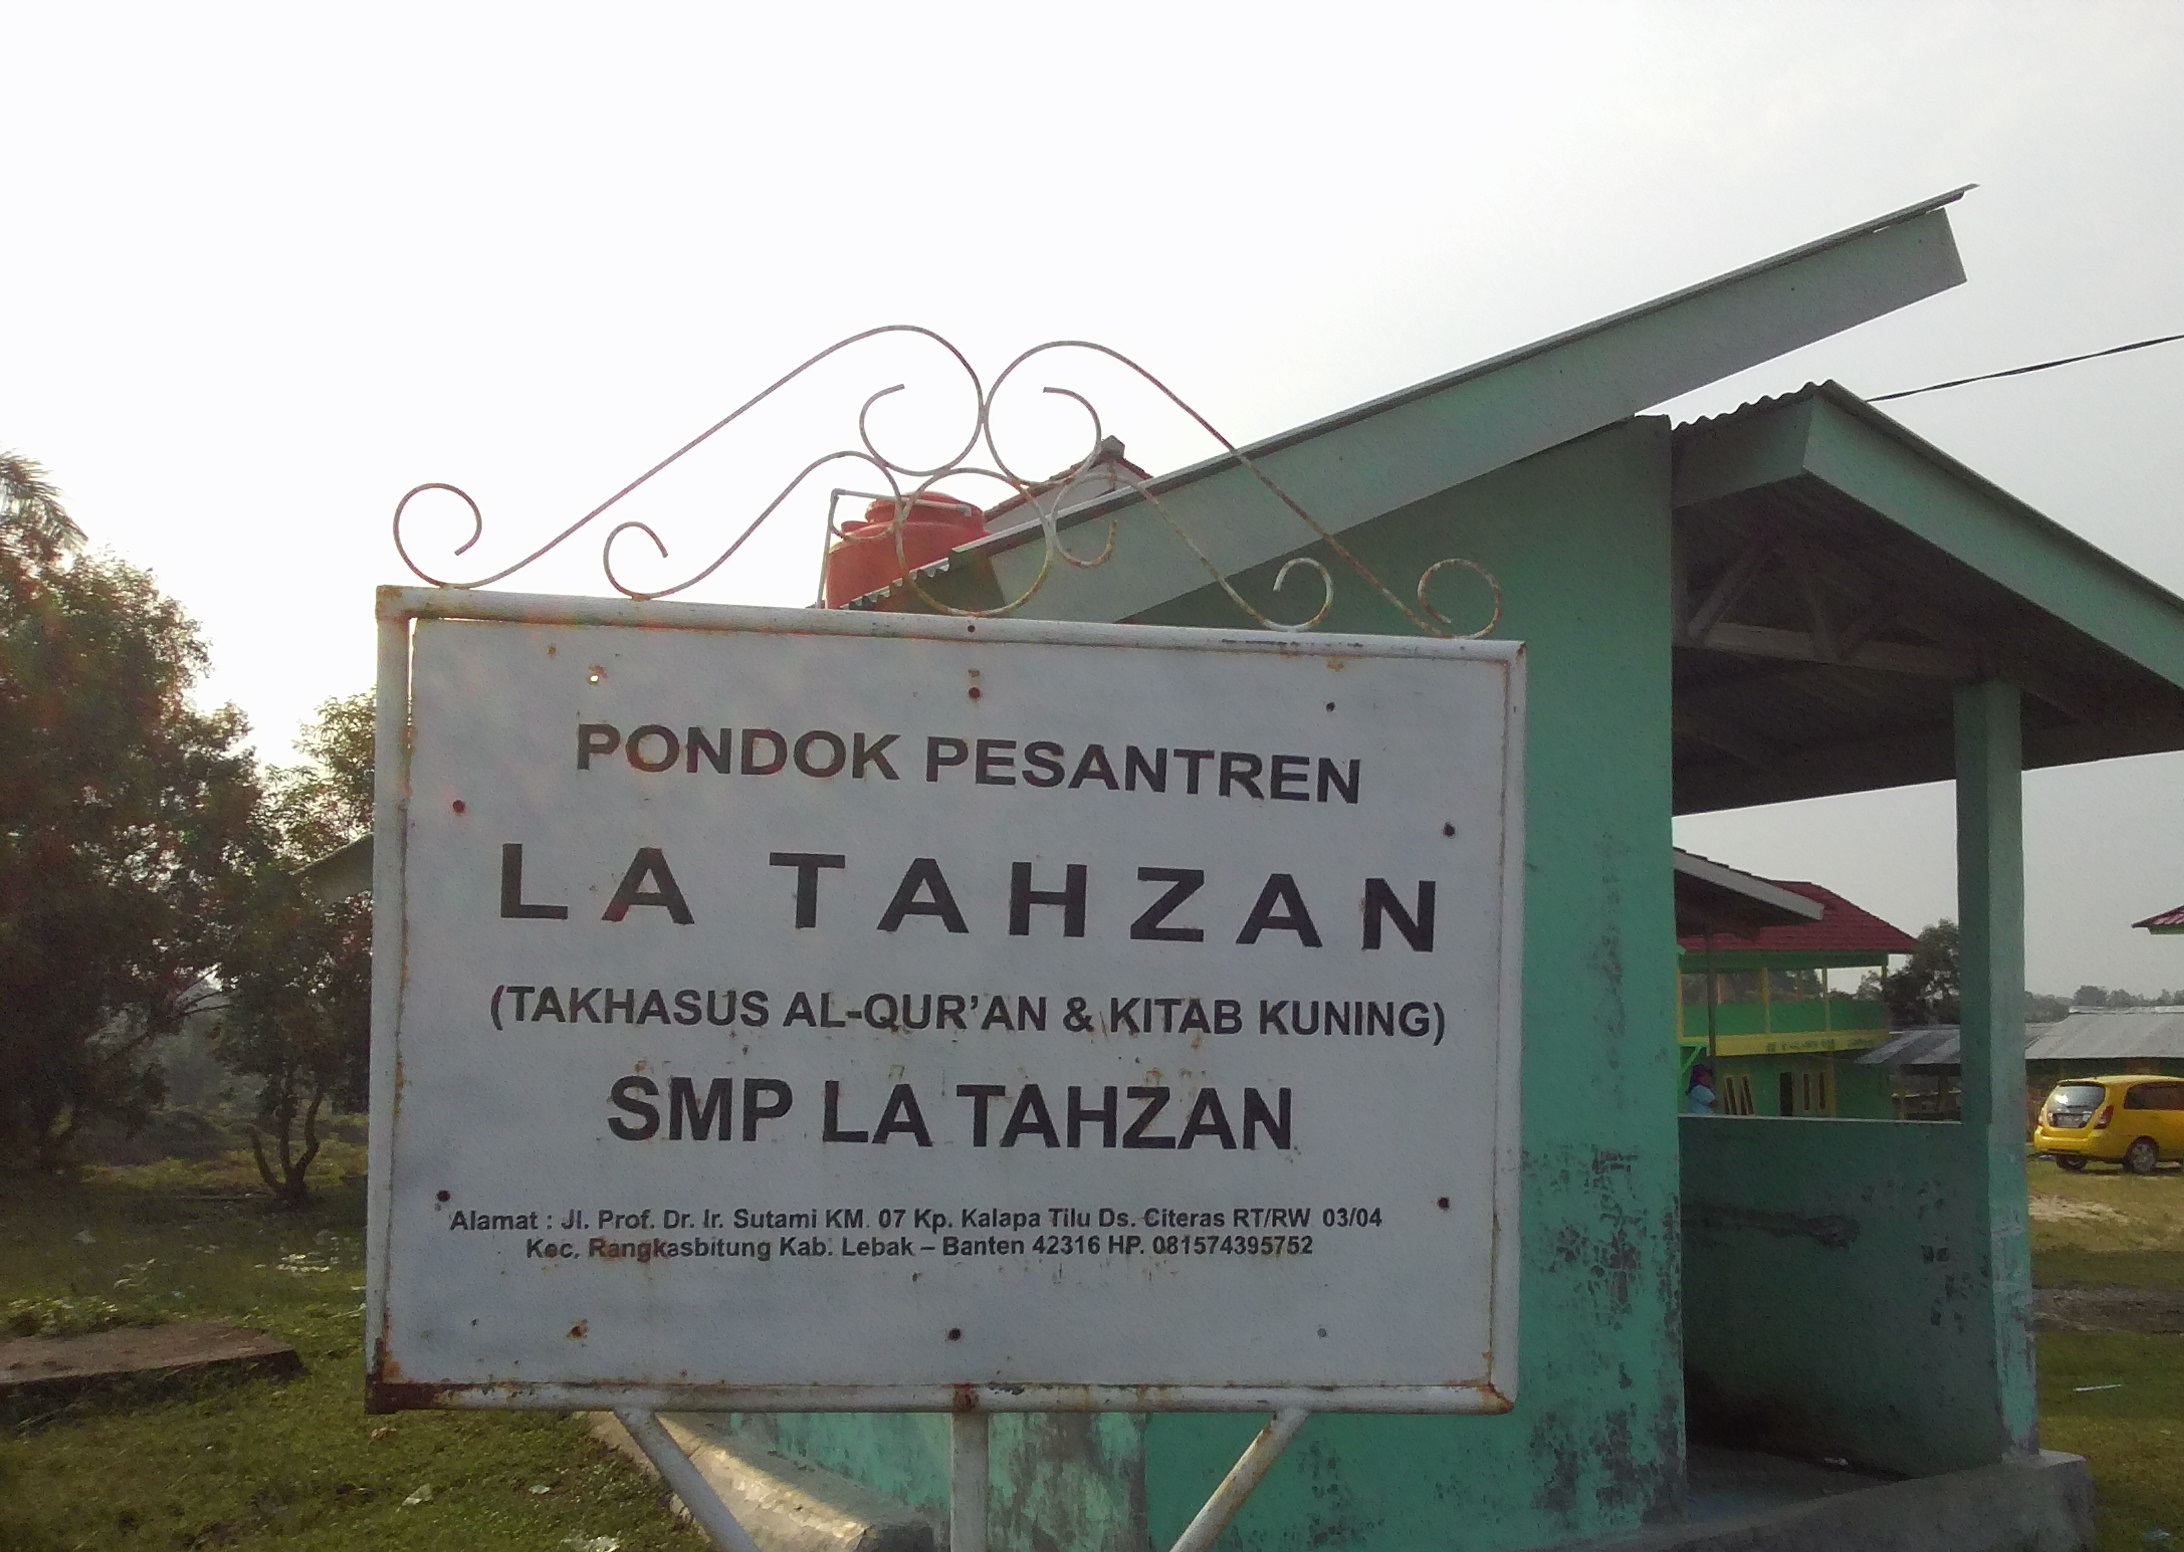 PONDOK PESANTREN
LA TAHZAN
(TAKHASUS AL-QUR'AN & KITAB KUNING)
SMP LA TAHZAN
Alamat : Jl. Prof. Dr. Ir. Sutami KM. 07 Kp. Kalapa Tilu Ds. Citeras RT/RW 03/04
Kec. Rangkasbitung Kab. Lebak – Banten 42316 HP. 081574395752